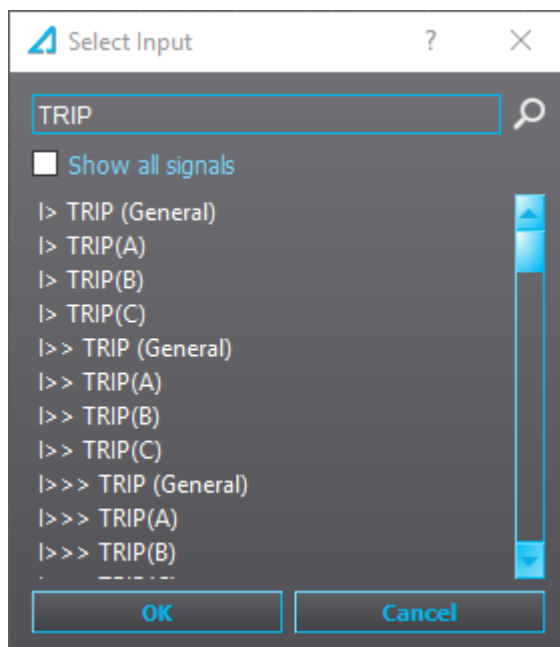 Select Input
?
TRIP
Show all signals
I> TRIP (General)
I> TRIP(A)
I> TRIP(B)
I> TRIP(C)
I>> TRIP (General)
I>> TRIP(A)
I>> TRIP(B)
I>> TRIP(C)
I>>> TRIP (General)
I>>> TRIP(A)
I>>> TRIP(B)
OK Cancel